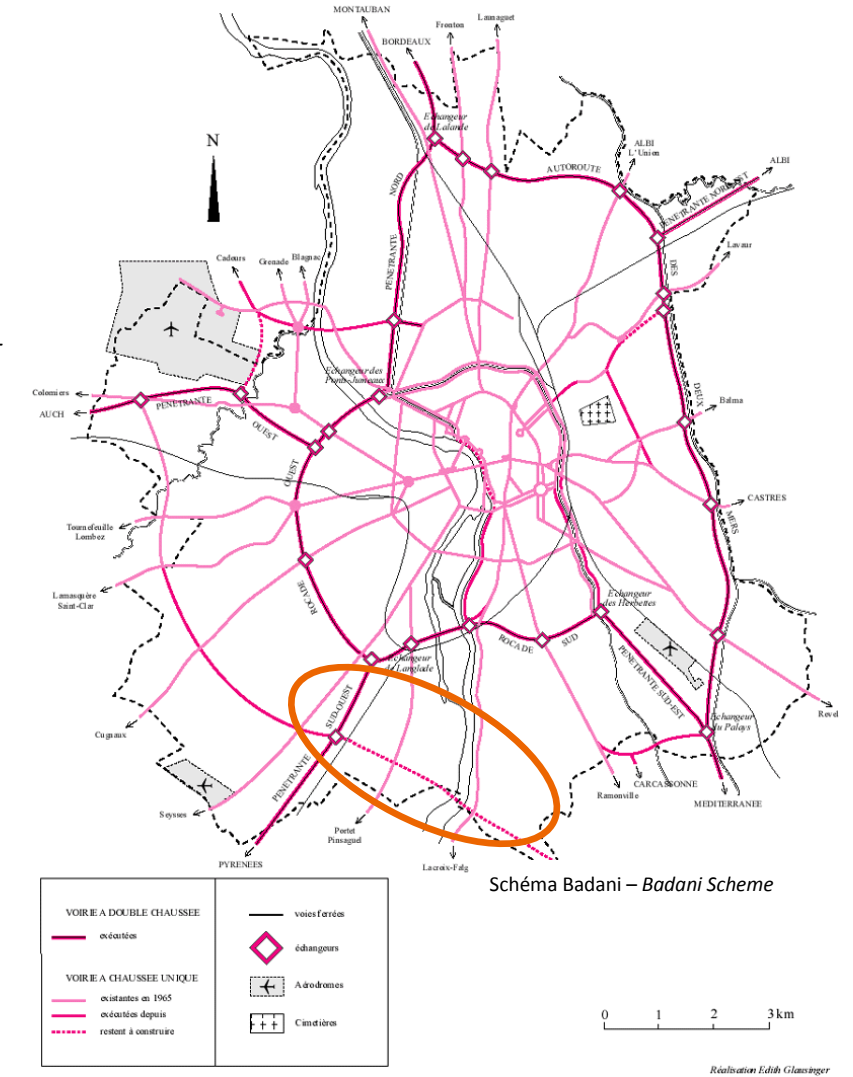 MONTAUBAN
Launaguet
Fronton
BORDEAUX
Echangeur
de Lalande
N
ALBI
L'Union
AUTOROUTE
ALBI
PENETRANTE NORD-EST
NORD
PENETRANTE
Cadours
Grenade
Blagnac
Lavaur
DES
Echangeur des
Ponts-Jumeaux
Colomiers
AUCH
PENETRANTE
OUEST
DEUX
Balma
OUEST
CASTRES
MERS
Tournefeuille
Lombez
Lamasquère
Saint-Clar
ROCADE
Echangeur
des Herbettes
ROCADE
SUD
Echangeur
de Langlade
PENETRANTE SUD-EST
SUD-OUEST
Revel
Cugnaux
Echangeur
du Palays
PENETRANTE
CARCASSONNE
Ramonville
MEDITERRANEE
Seysses
Portet
Pinsaguel
PYRENEES
Lacroix-Falg
Schéma Badani – Badani Scheme
VOIRIE A DOUBLE CHAUSSEE
exécutées
VOIRIE A CHAUSSEE UNIQUE
existantes en 1965
exécutées depuis
restent à construire
voies ferrées
échangeurs
Aérodromes
Cimetières
0 1 2 3 km
Réalisation Edith Glausinger